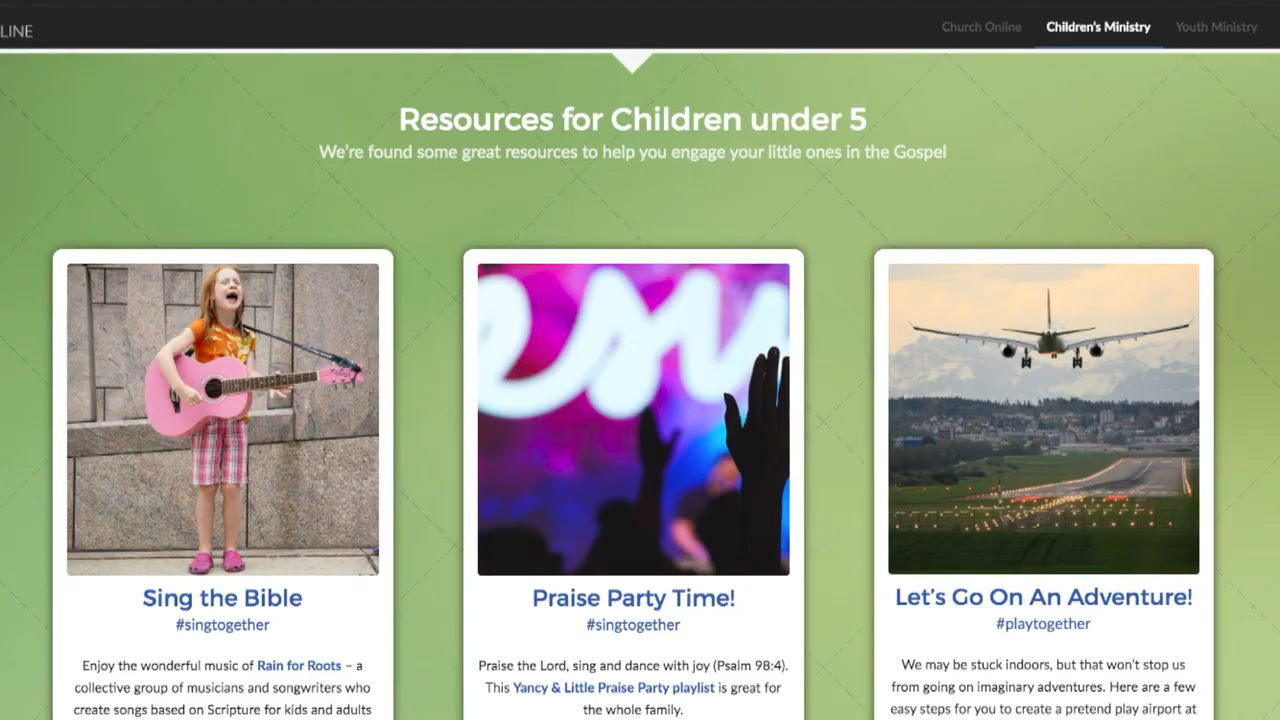 LINE
Church Online
Children's Ministry
Youth Ministry
Resources for Children under 5
We're found some great resources to help you engage your little ones in the Gospel
Sing the Bible
#singtogether
Enjoy the wonderful music of Rain for Roots – a
collective group of musicians and songwriters who
create songs based on Scripture for kids and adults
Praise Party Time!
#singtogether
Praise the Lord, sing and dance with joy (Psalm 98:4).
This Yancy & Little Praise Party playlist is great for
the whole family.
Let's Go On An Adventure!
#playtogether
We may be stuck indoors, but that won't stop us
from going on imaginary adventures. Here are a few
easy steps for you to create a pretend play airport at